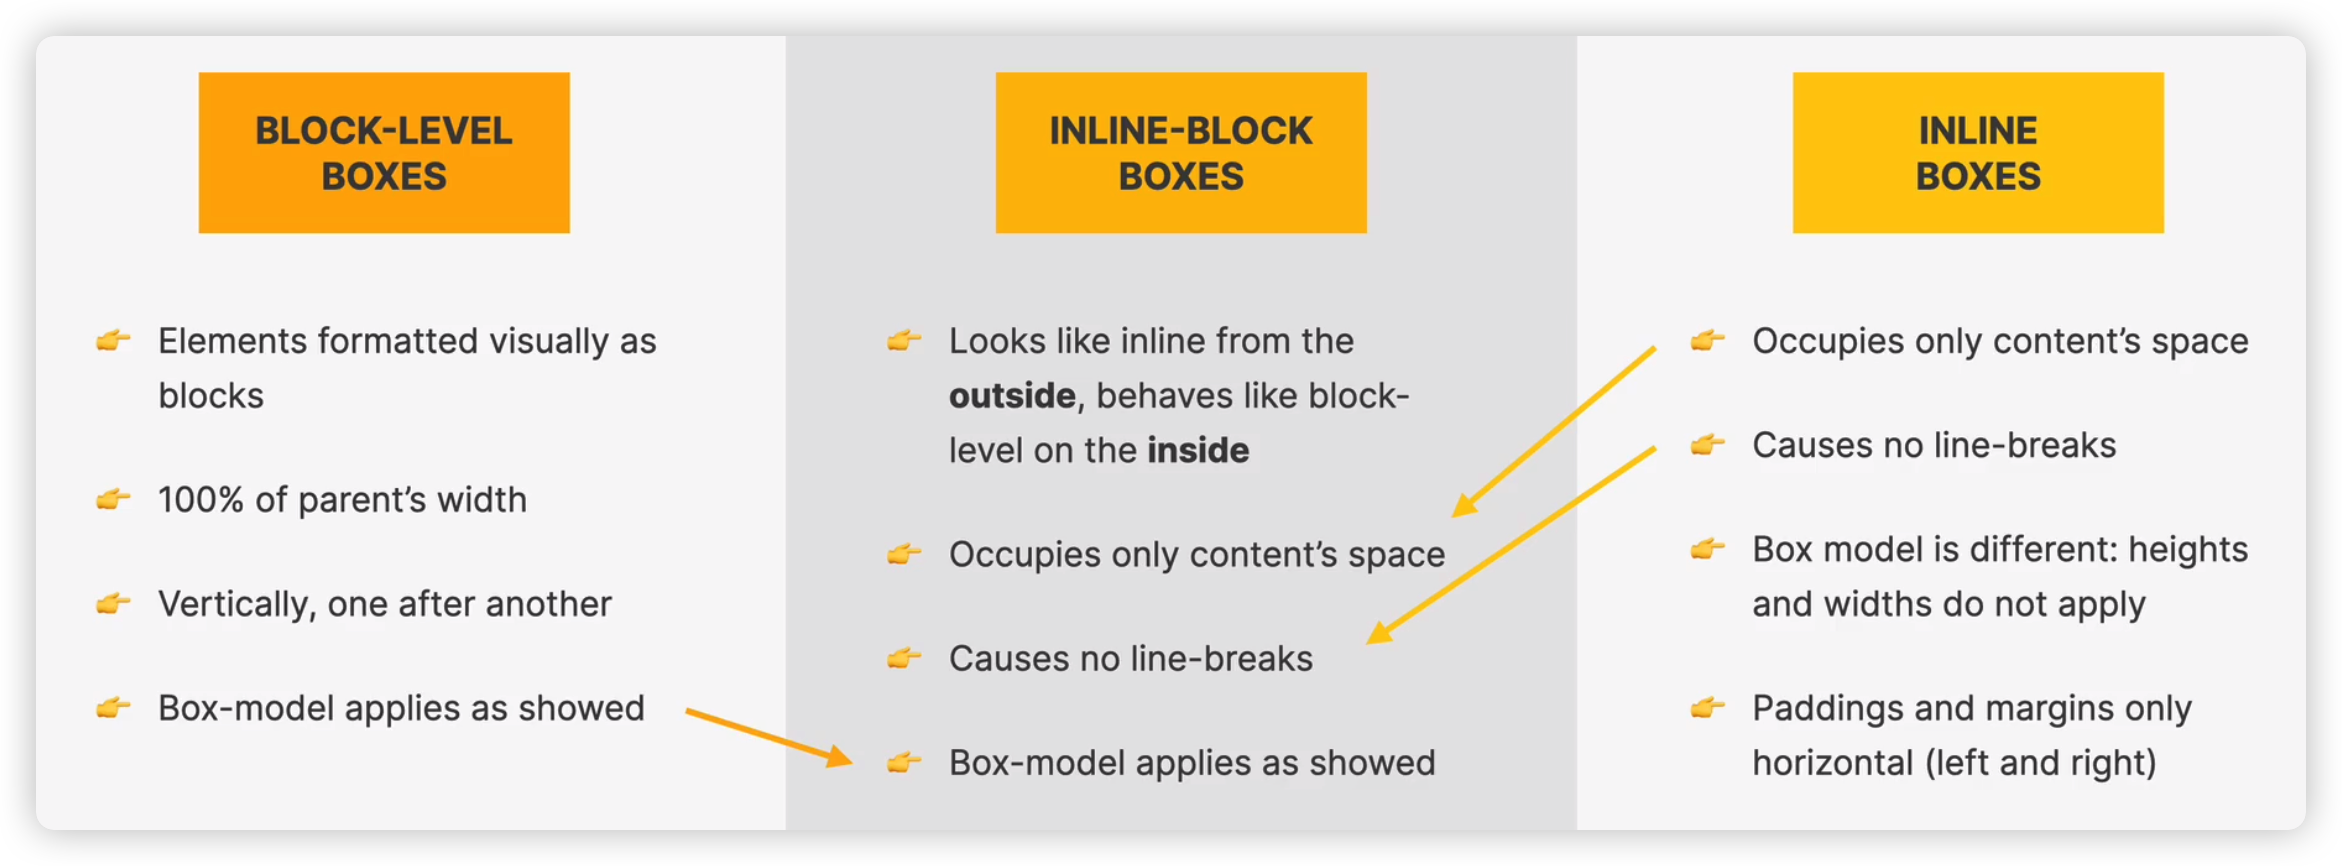 BLOCK-LEVEL
BOXES
Elements formatted visually as
blocks
100% of parent’s width
Vertically, one after another
Box-model applies as showed
INLINE-BLOCK
BOXES
Looks like inline from the
outside, behaves like block-
level on the inside
Occupies only content’s space
Causes no line-breaks
Box-model applies as showed
INLINE
BOXES
Occupies only content’s space
Causes no line-breaks
Box model is different: heights
and widths do not apply
Paddings and margins only
horizontal (left and right)